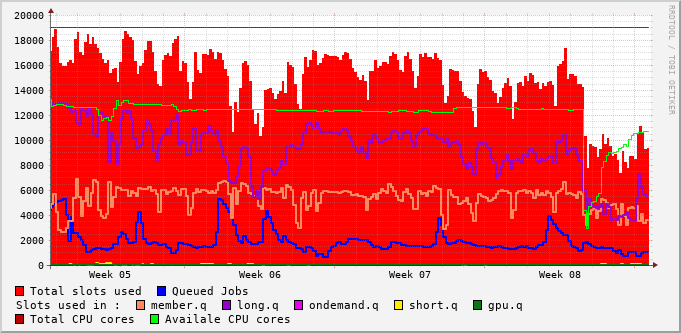 20000
18000
16000
14000
12000
10000
8000
6000
4000
2000
0
Week 05 Week 06 Week 07 Week 08
Total slots used Queued Jobs
Slots used in : member.q long.q ondemand.q short.q gpu.q
Total CPU cores Availale CPU cores
RRDTOOL / TOBI OETIKER